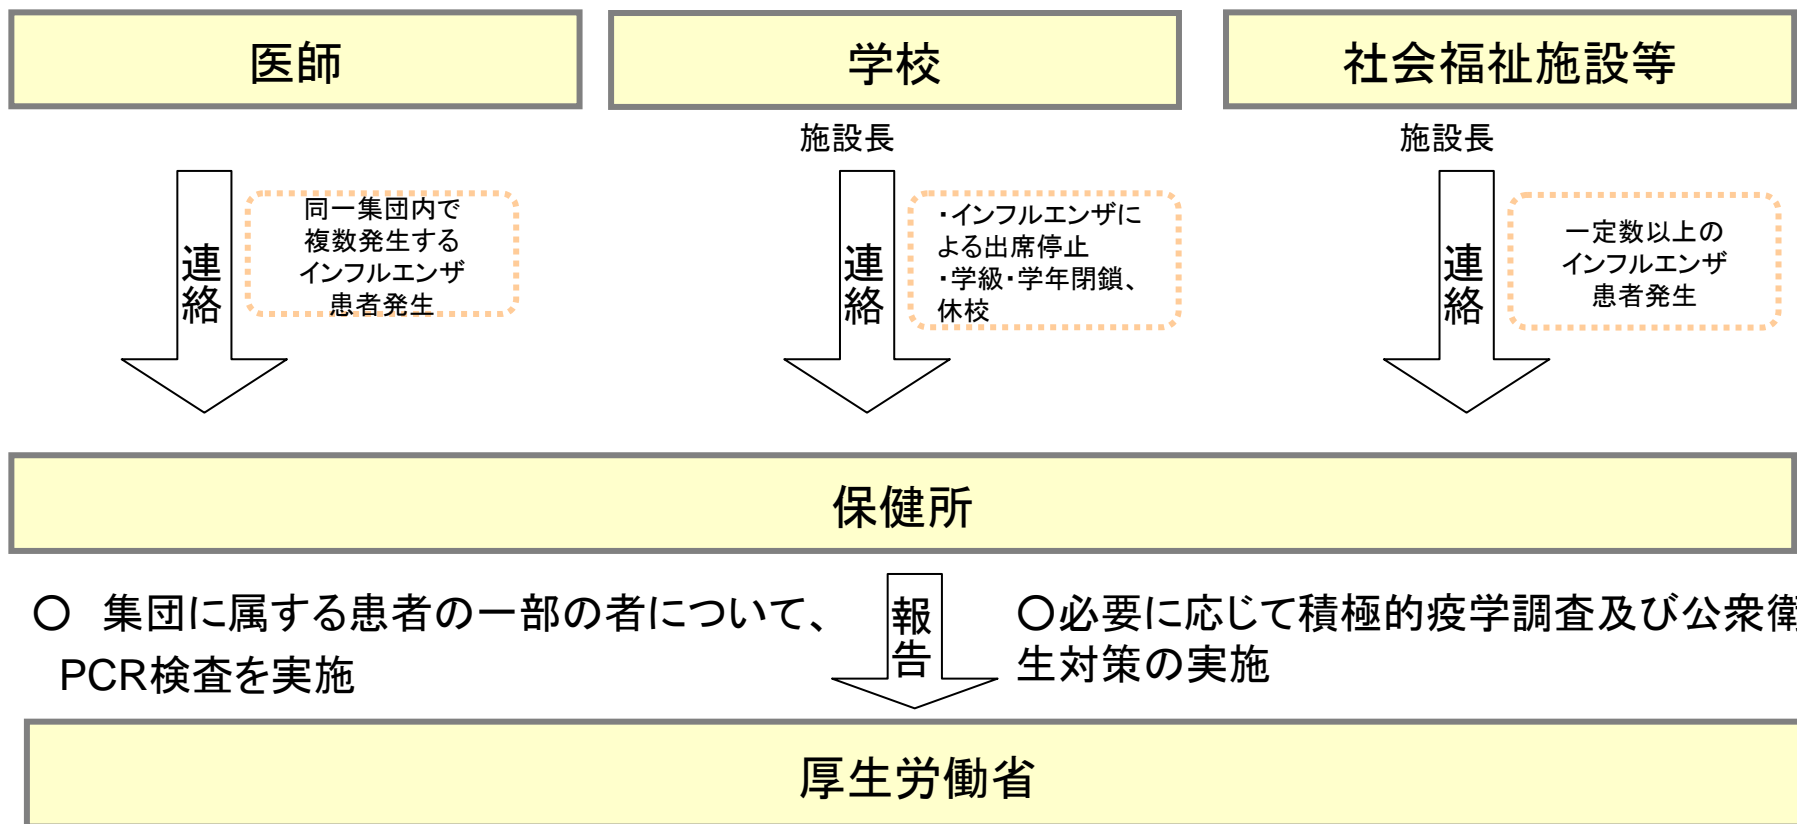 医師
学校
社会福祉施設等
施設長
施設長
連絡
同一集団内で
複数発生する
インフルエンザ
患者発生
連絡
・インフルエンザに
よる出席停止
・学級・学年閉鎖、
休校
連絡
一定数以上の
インフルエンザ
患者発生
保健所
○　集団に属する患者の一部の者について、
PCR検査を実施
報告
○必要に応じて積極的疫学調査及び公衆衛
生対策の実施
厚生労働省